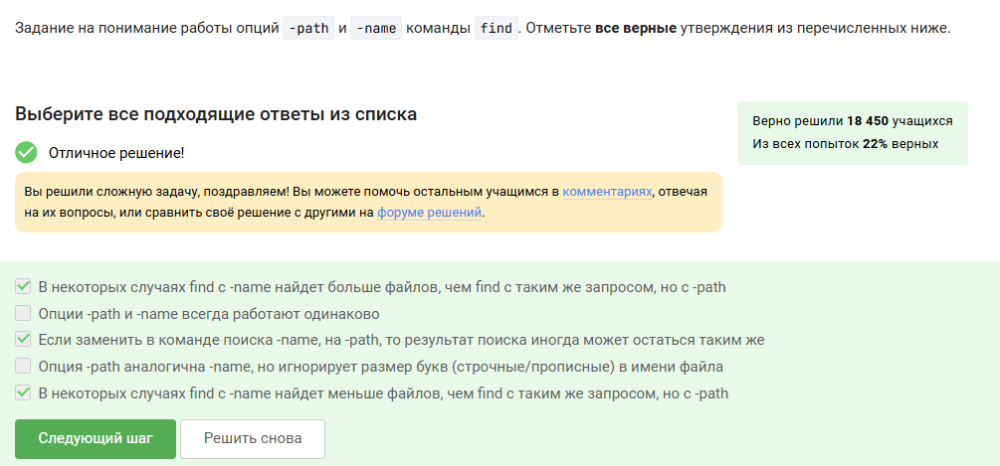 Задание на понимание работы опций -path и -name команды find. Отметьте все верные утверждения из перечисленных ниже.
Выберите все подходящие ответы из списка
Верно решили 18 450 учащихся
Из всех попыток 22% верных
Отличное решение!
Вы решили сложную задачу, поздравляем! Вы можете помочь остальным учащимся в комментариях, отвечая
на их вопросы, или сравнить своё решение с другими на форуме решений.
В некоторых случаях find с -name найдет больше файлов, чем find с таким же запросом, но с -path
Опции -path и -name всегда работают одинаково
Если заменить в команде поиска -name, на -path, то результат поиска иногда может остаться таким же
Опция -path аналогична -name, но игнорирует размер букв (строчные/прописные) в имени файла
В некоторых случаях find с -name найдет меньше файлов, чем find с таким же запросом, но с -path
Следующий шаг
Решить снова